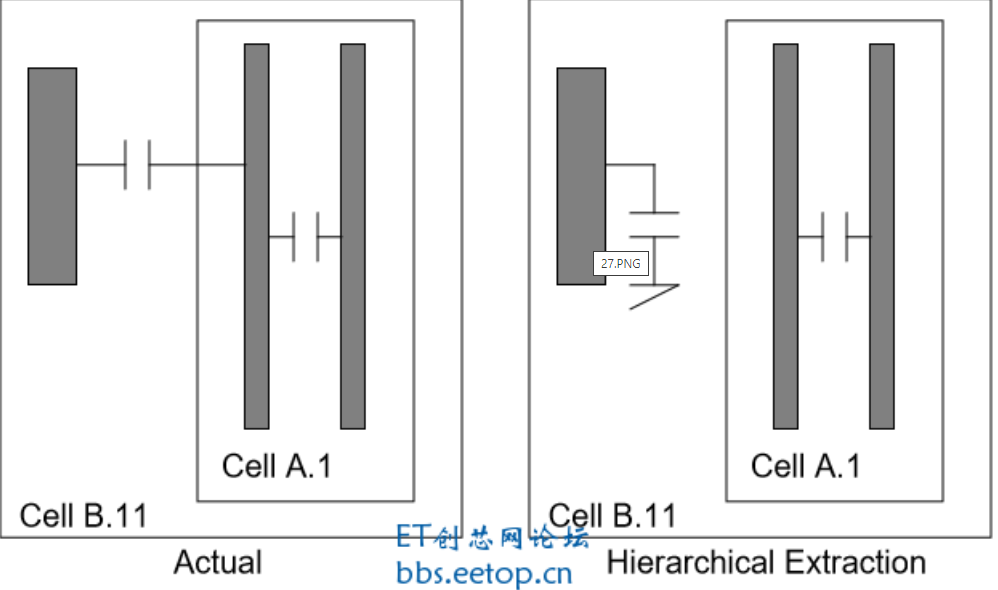 27.PNG
Cell A.1
Cell A.1
Cell B.11
Cell B.11
Actual
ET创芯网论坛
bbs.eetop.cn
Hierarchical Extraction